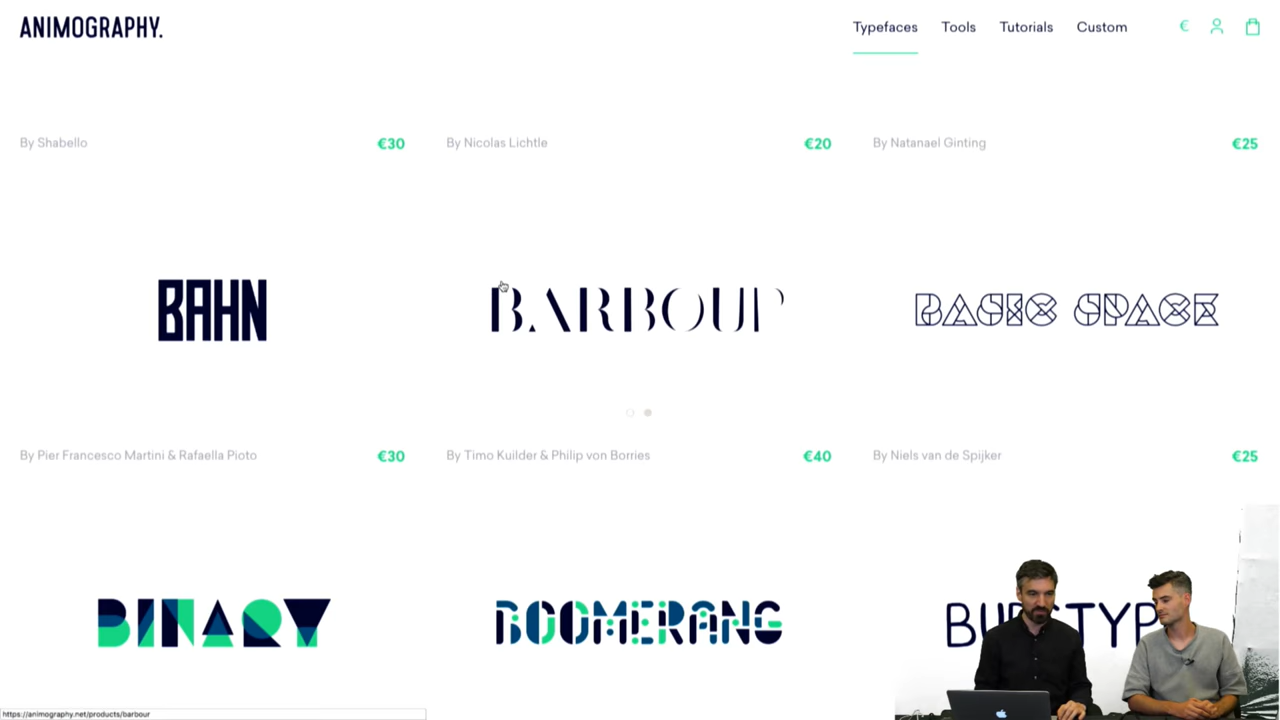 ANIMOGRAPHY.
Typefaces Tools Tutorials Custom €
By Shabello €30 By Nicolas Lichtle €20 By Natanael Ginting €25
BAHN BARBOUR BASIC SPACE
By Pier Francesco Martini & Rafaella Pioto €30 By Timo Kuilder & Philip von Borries €40 By Niels van de Spijker €25
BINARY BOOMERANG
https://animography.net/products/barbour